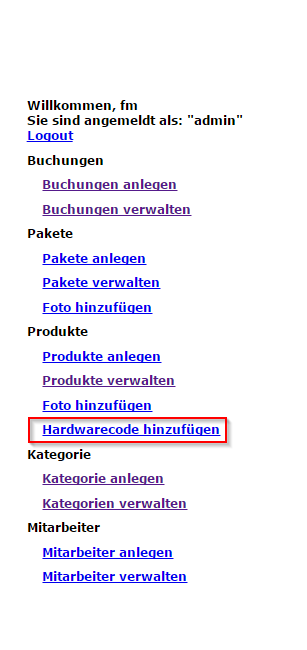 Willkommen, fm
Sie sind angemeldet als: "admin"
Logout
Buchungen
Buchungen anlegen
Buchungen verwalten
Pakete
Pakete anlegen
Pakete verwalten
Foto hinzufügen
Produkte
Produkte anlegen
Produkte verwalten
Foto hinzufügen
Hardwarecode hinzufügen
Kategorie
Kategorie anlegen
Kategorien verwalten
Mitarbeiter
Mitarbeiter anlegen
Mitarbeiter verwalten